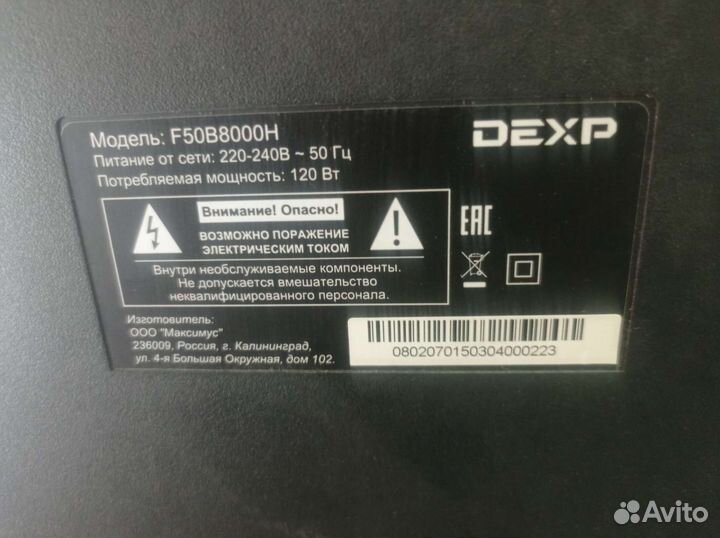 Модель: F50B8000H
DEXP
Питание от сети: 220-240В ~ 50 Гц
Потребляемая мощность: 120 Вт
Внимание! Опасно!
ВОЗМОЖНО ПОРАЖЕНИЕ
ЭЛЕКТРИЧЕСКИМ ТОКОМ
Внутри необслуживаемые компоненты.
Не допускается вмешательство
неквалифицированного персонала.
EAC
Изготовитель:
ООО "Максимус"
236009, Россия, г. Калининград,
ул. 4-я Большая Окружная, дом 102.
0802070150304000223
Avito